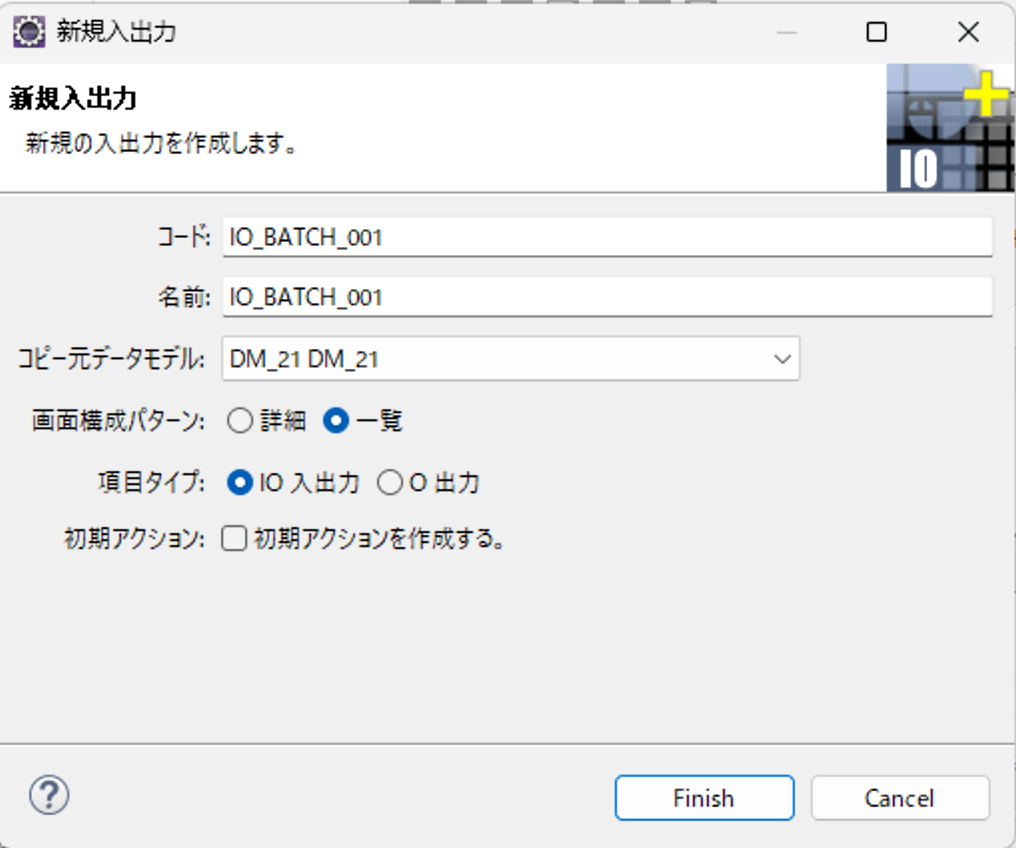 新規入出力
新規入出力
新規の入出力を作成します。
IO
コード: IO_BATCH_001
名前: IO_BATCH_001
コピー元データモデル: DM_21 DM_21
画面構成パターン: 詳細 一覧
項目タイプ: IO 入出力 O 出力
初期アクション: 初期アクションを作成する。
?
Finish Cancel